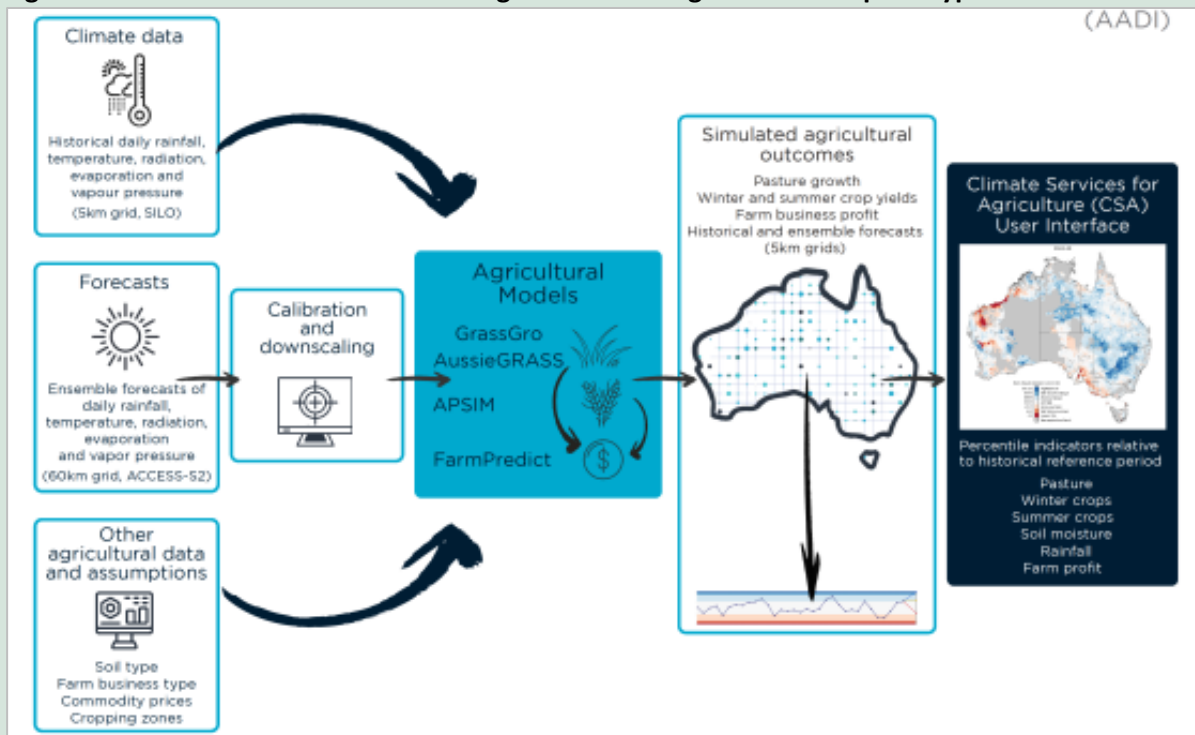 (AADI)
Climate data
Historical daily rainfall,
temperature, radiation,
evaporation and
vapour pressure
(5km grid, SILO)
Forecasts
Ensemble forecasts of
daily rainfall,
temperature, radiation,
evaporation
and vapor pressure
(60km grid, ACCESS-S2)
Other
agricultural data
and assumptions
Soil type
Farm business type
Commodity prices
Cropping zones
Calibration
and
downscaling
Agricultural
Models
GrassGro
AussieGRASS
APSIM
FarmPredict
$
Simulated agricultural
outcomes
Pasture growth
Winter and summer crop yields
Farm business profit
Historical and ensemble forecasts
(5km grids)
Climate Services for
Agriculture (CSA)
User Interface
Percentile indicators relative
to historical reference period
Pasture
Winter crops
Summer crops
Soil moisture
Rainfall
Farm profit